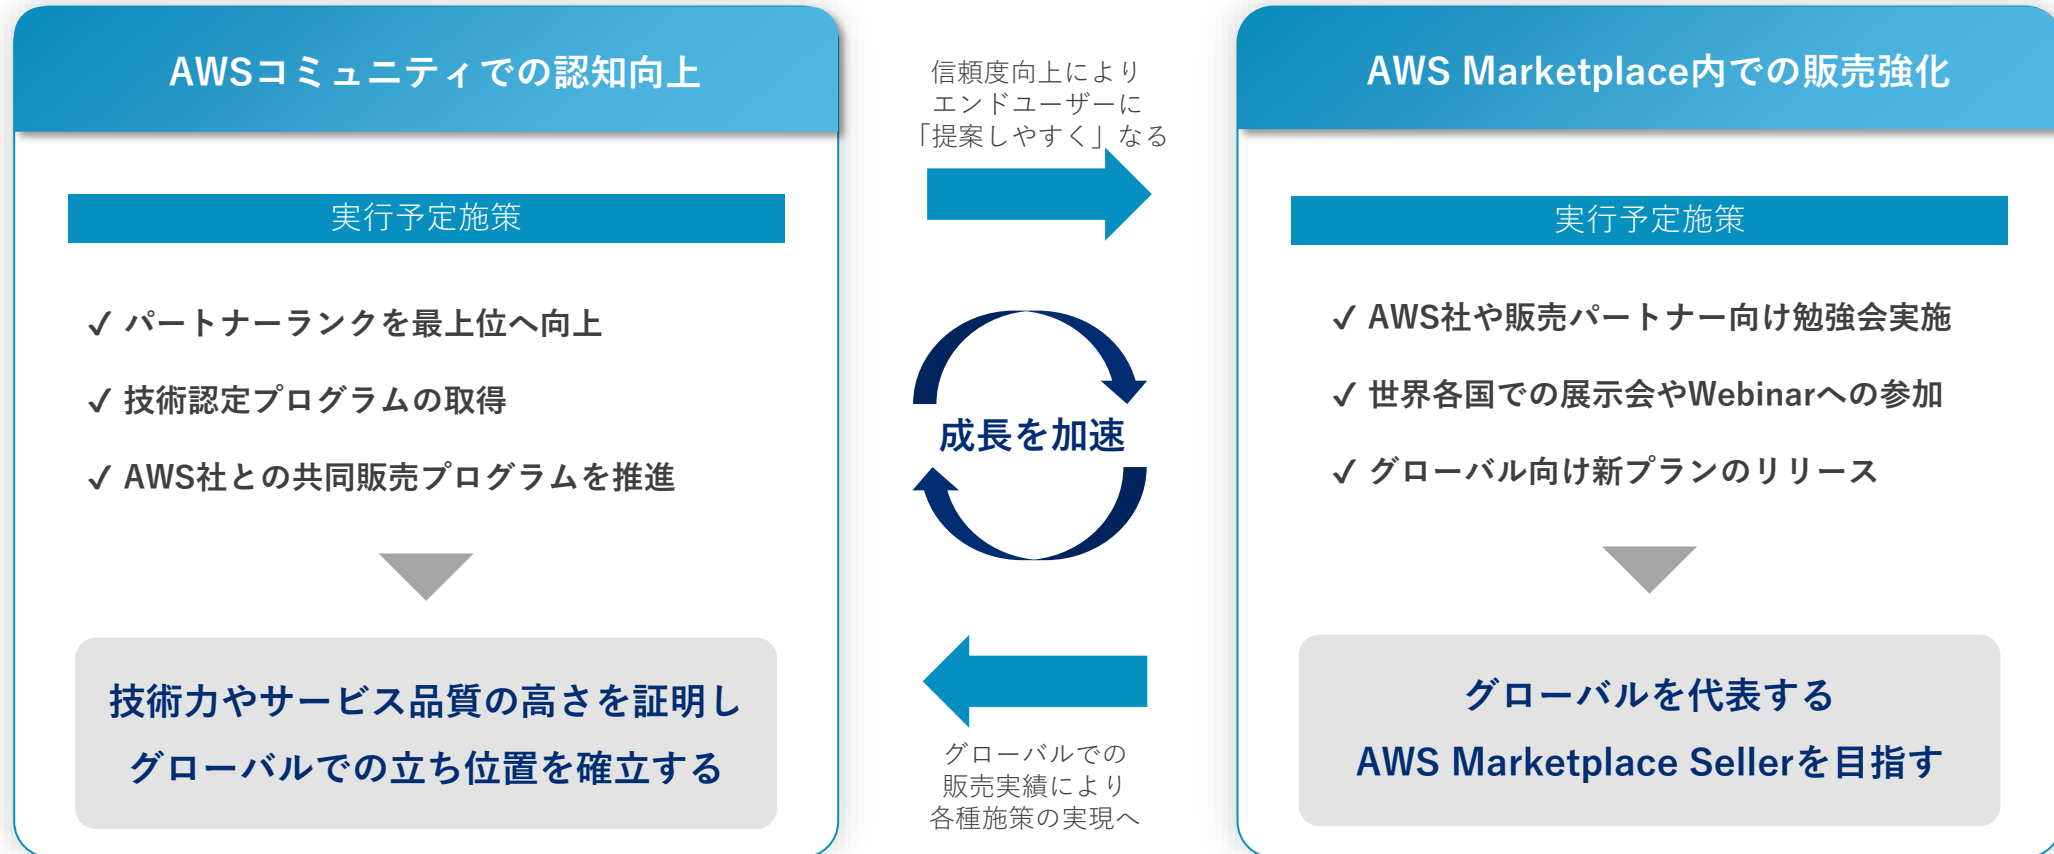 AWSコミュニティでの認知向上
実行予定施策
✓ パートナーランクを最上位へ向上
✓ 技術認定プログラムの取得
✓ AWS社との共同販売プログラムを推進
技術力やサービス品質の高さを証明し
グローバルでの立ち位置を確立する
信頼度向上により
エンドユーザーに
「提案しやすく」なる
成長を加速
グローバルでの
販売実績により
各種施策の実現へ
AWS Marketplace内での販売強化
実行予定施策
✓ AWS社や販売パートナー向け勉強会実施
✓ 世界各国での展示会やWebinarへの参加
✓ グローバル向け新プランのリリース
グローバルを代表する
AWS Marketplace Sellerを目指す